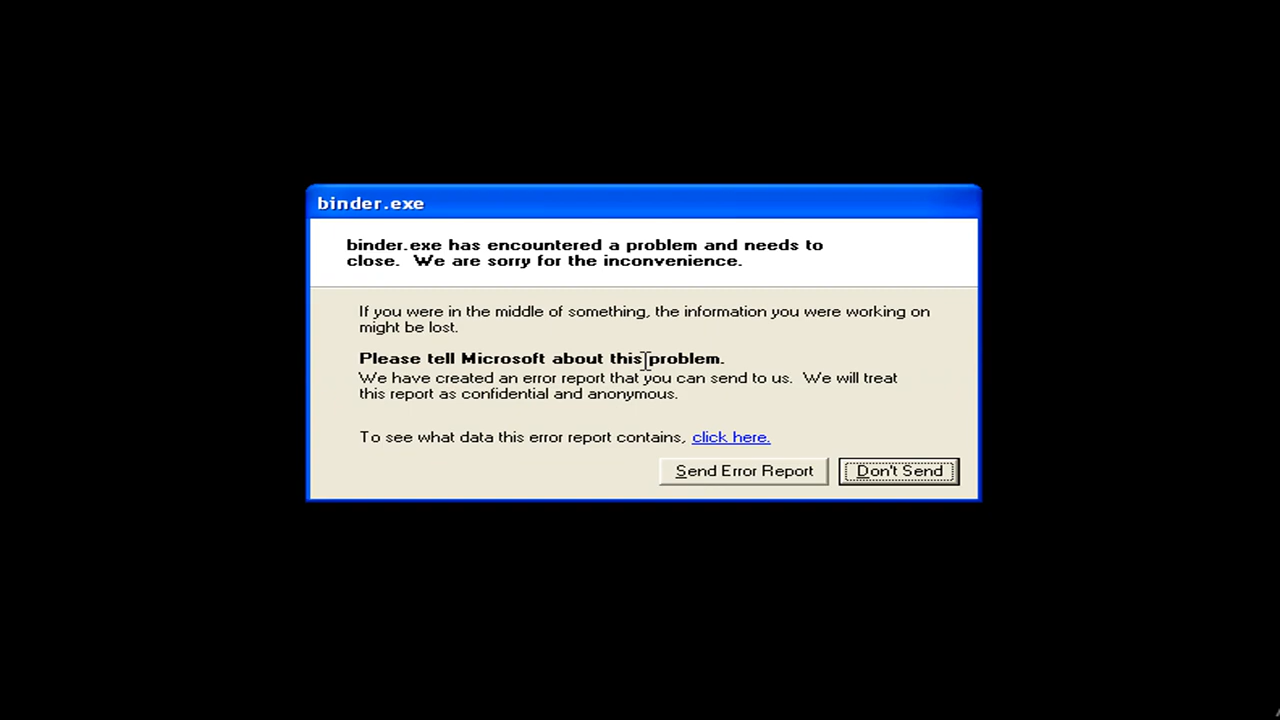 binder.exe
binder.exe has encountered a problem and needs to
close.  We are sorry for the inconvenience.
If you were in the middle of something, the information you were working on
might be lost.
Please tell Microsoft about this problem.
We have created an error report that you can send to us.  We will treat
this report as confidential and anonymous.
To see what data this error report contains, click here.
Send Error Report
Don't Send